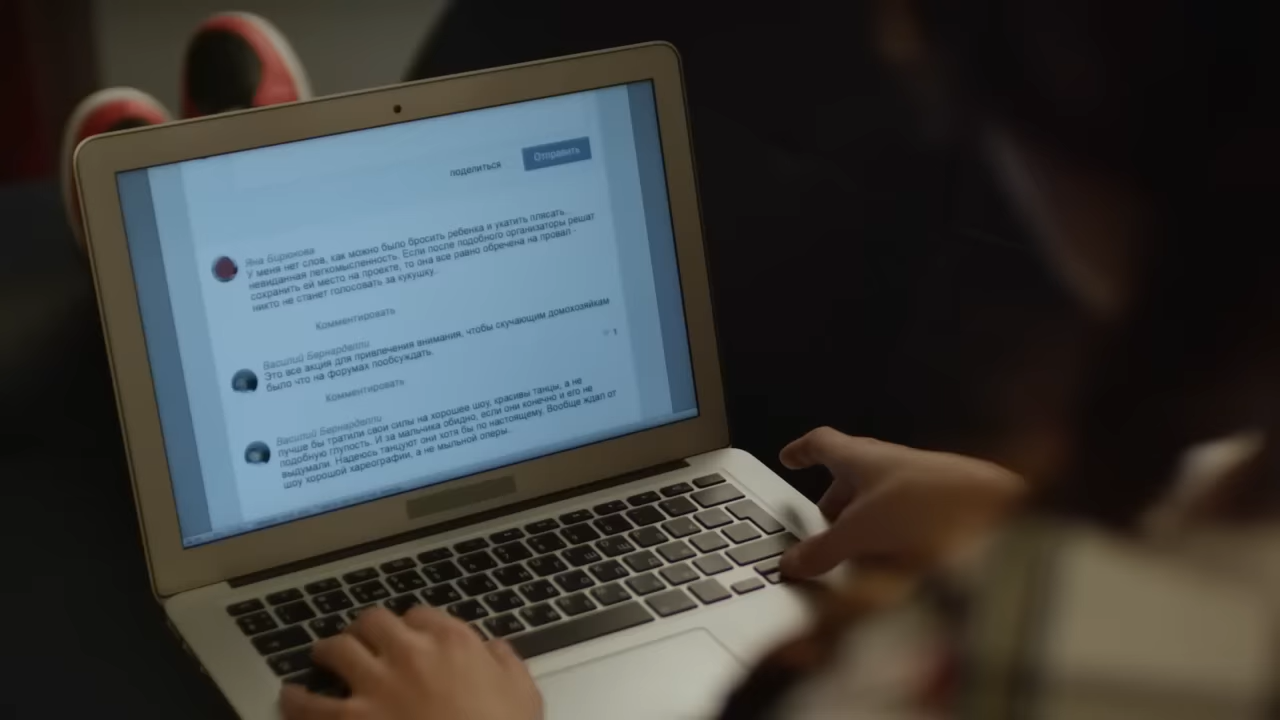 поделиться
Отправить
Яна Бирюкова
У меня нет слов, как можно было бросить ребенка и укатить плясать..
невиданная легкомысленность. Если после подобного организаторы решат
сохранить ей место на проекте, то она все равно обречена на провал -
никто не станет голосовать за кукушку..
Комментировать
Василий Бернарделли
Это все акция для привлечения внимания, чтобы скучающим домохозяйкам
было что на форумах пообсуждать.
1
Комментировать
Василий Бернарделли
лучше бы тратили свои силы на хорошее шоу, красивы танцы, а не
подобную глупость. И за мальчика обидно, если они конечно и его не
выдумали. Надеюсь танцуют они хотя бы по настоящему. Вообще ждал от
шоу хорошей хареографии, а не мыльной оперы.